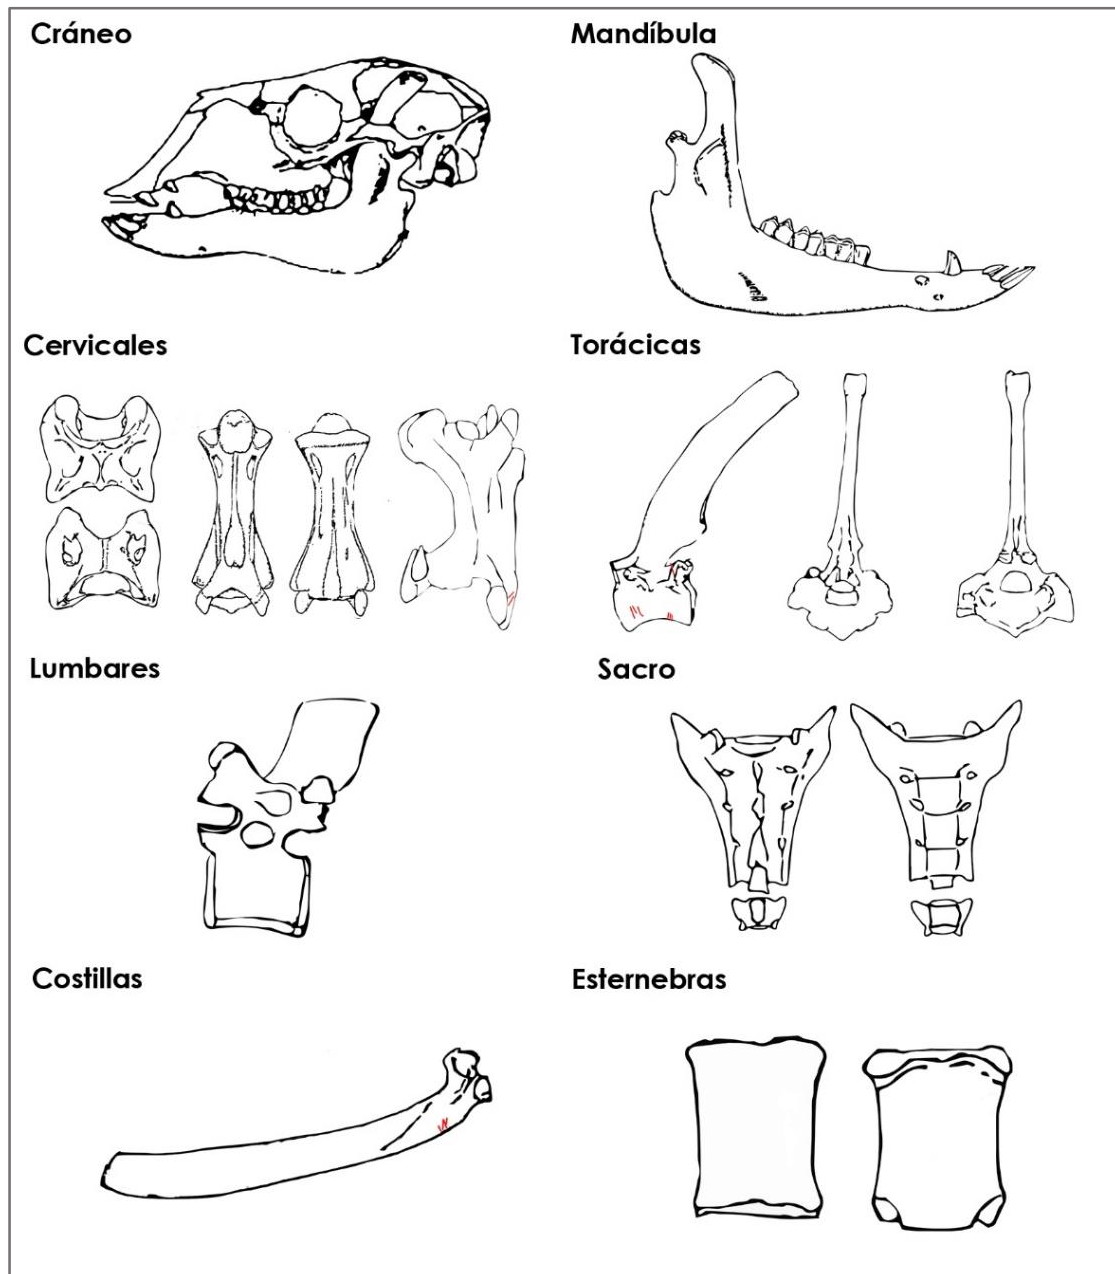 Cráneo
Mandíbula
Cervicales
Torácicas
Lumbares
Sacro
Costillas
Esternebras